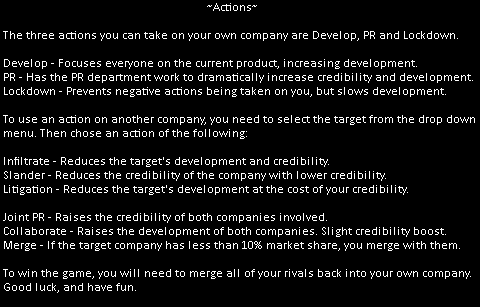 ~Actions~
The three actions you can take on your own company are Develop, PR and Lockdown.
Develop - Focuses everyone on the current product, increasing development.
PR - Has the PR department work to dramatically increase credibility and development.
Lockdown - Prevents negative actions being taken on you, but slows development.
To use an action on another company, you need to select the target from the drop down
menu. Then chose an action of the following:
Infiltrate - Reduces the target's development and credibility.
Slander - Reduces the credibility of the company with lower credibility.
Litigation - Reduces the target's development at the cost of your credibility.
Joint PR - Raises the credibility of both companies involved.
Collaborate - Raises the development of both companies. Slight credibility boost.
Merge - If the target company has less than 10% market share, you merge with them.
To win the game, you will need to merge all of your rivals back into your own company.
Good luck, and have fun.